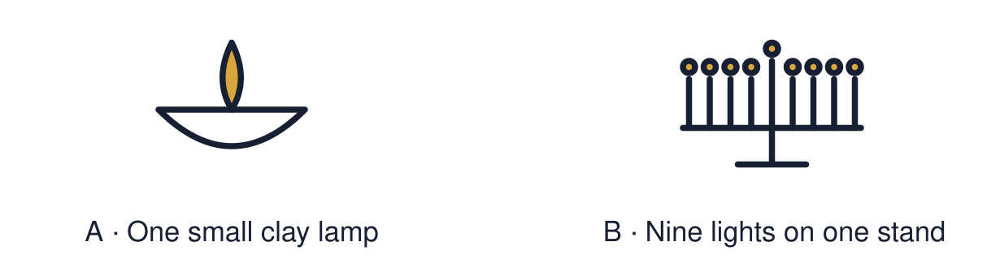 A · One small clay lamp
B · Nine lights on one stand